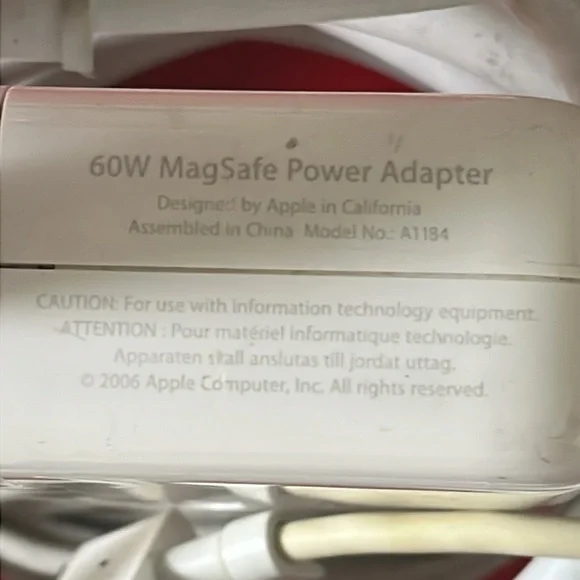 60W MagSafe Power Adapter
Designed by Apple in California
Assembled in China Model No.: A1184
CAUTION: For use with information technology equipment.
ATTENTION : Pour matériel informatique technologie.
Apparaten skall anslutas till jordat uttag.
© 2006 Apple Computer, Inc. All rights reserved.